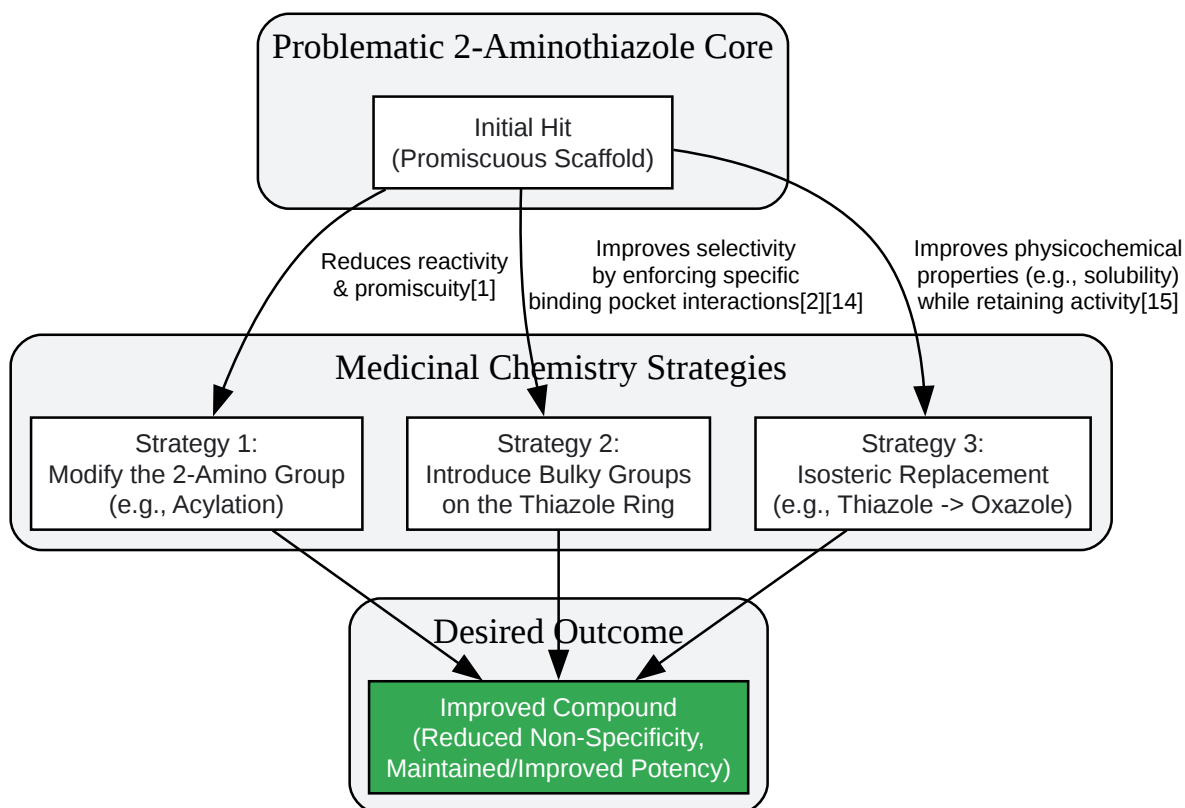 Problematic 2-Aminothiazole Core
Initial Hit
(Promiscuous Scaffold)
Reduces reactivity
& promiscuity[1]
Improves selectivity
by enforcing specific
binding pocket interactions[2][14]
Improves physicochemical
properties (e.g., solubility)
while retaining activity[15]
Medicinal Chemistry Strategies
Strategy 1:
Modify the 2-Amino Group
(e.g., Acylation)
Strategy 2:
Introduce Bulky Groups
on the Thiazole Ring
Strategy 3:
Isosteric Replacement
(e.g., Thiazole -> Oxazole)
Desired Outcome
Improved Compound
(Reduced Non-Specificity,
Maintained/Improved Potency)